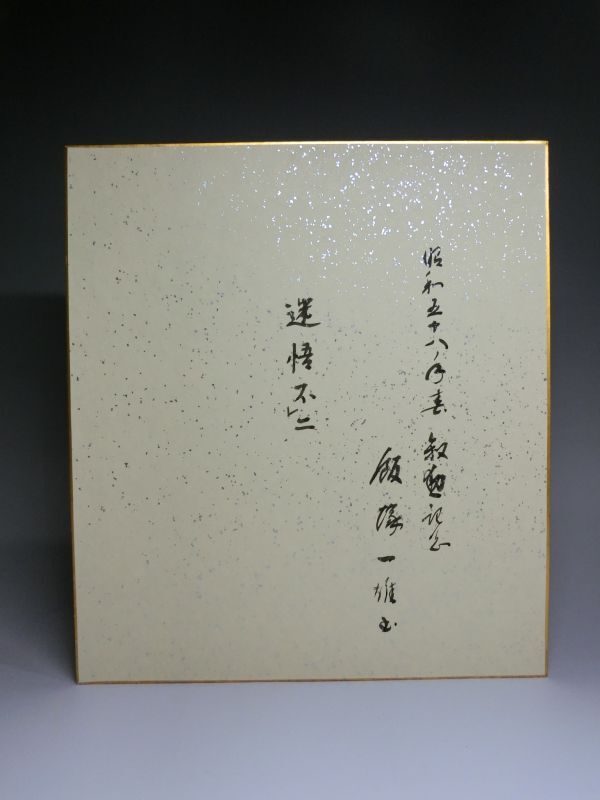 昭和五十八年春 叙勲記念
飯塚一雄書
迷悟不二